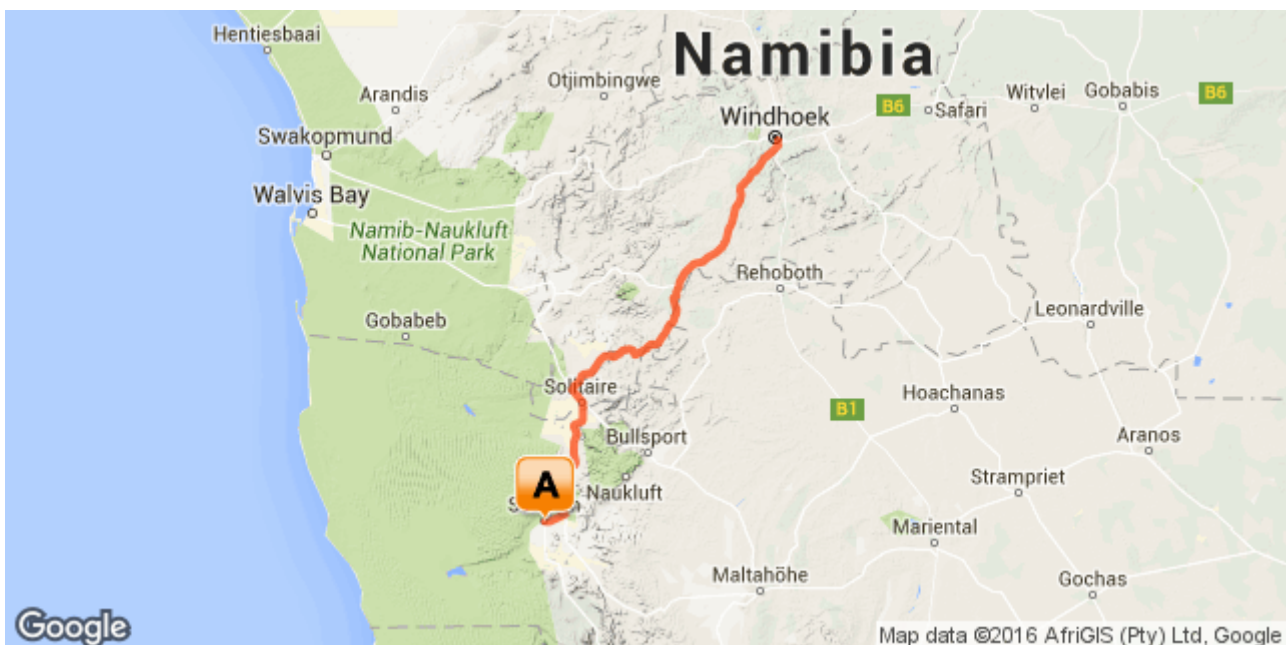 Hentiesbaai
Otjimbingwe
Namibia
Arandis
B6
Safari
Witvlei
Gobabis
B6
Windhoek
Swakopmund
Walvis Bay
Namib-Naukluft
National Park
Rehoboth
Leonardville
Gobabeb
Solitaire
Hoachanas
B1
Bullsport
Aranos
A
Naukluft
Strampriet
Mariental
Maltahöhe
Gochas
Google
Map data ©2016 AfriGIS (Pty) Ltd, Google